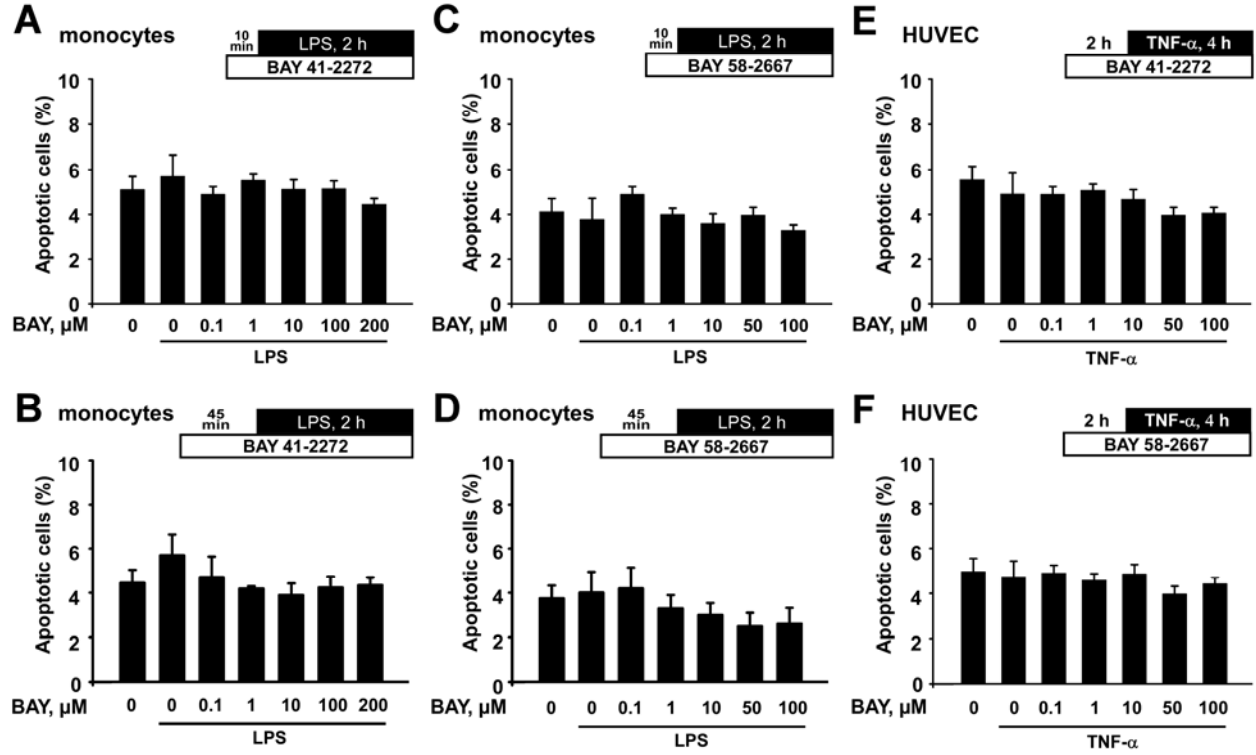 A monocytes
10 min
LPS, 2 h
BAY 41-2272
Apoptotic cells (%)
10
8
6
4
2
0
BAY, µM 0 0 0.1 1 10 100 200
LPS
C monocytes
10 min
LPS, 2 h
BAY 58-2667
Apoptotic cells (%)
10
8
6
4
2
0
BAY, µM 0 0 0.1 1 10 50 100
LPS
E HUVEC
2 h TNF-α, 4 h
BAY 41-2272
Apoptotic cells (%)
10
8
6
4
2
0
BAY, µM 0 0 0.1 1 10 50 100
TNF-α
B monocytes
45 min
LPS, 2 h
BAY 41-2272
Apoptotic cells (%)
10
8
6
4
2
0
BAY, µM 0 0 0.1 1 10 100 200
LPS
D monocytes
45 min
LPS, 2 h
BAY 58-2667
Apoptotic cells (%)
10
8
6
4
2
0
BAY, µM 0 0 0.1 1 10 50 100
LPS
F HUVEC
2 h TNF-α, 4 h
BAY 58-2667
Apoptotic cells (%)
10
8
6
4
2
0
BAY, µM 0 0 0.1 1 10 50 100
TNF-α